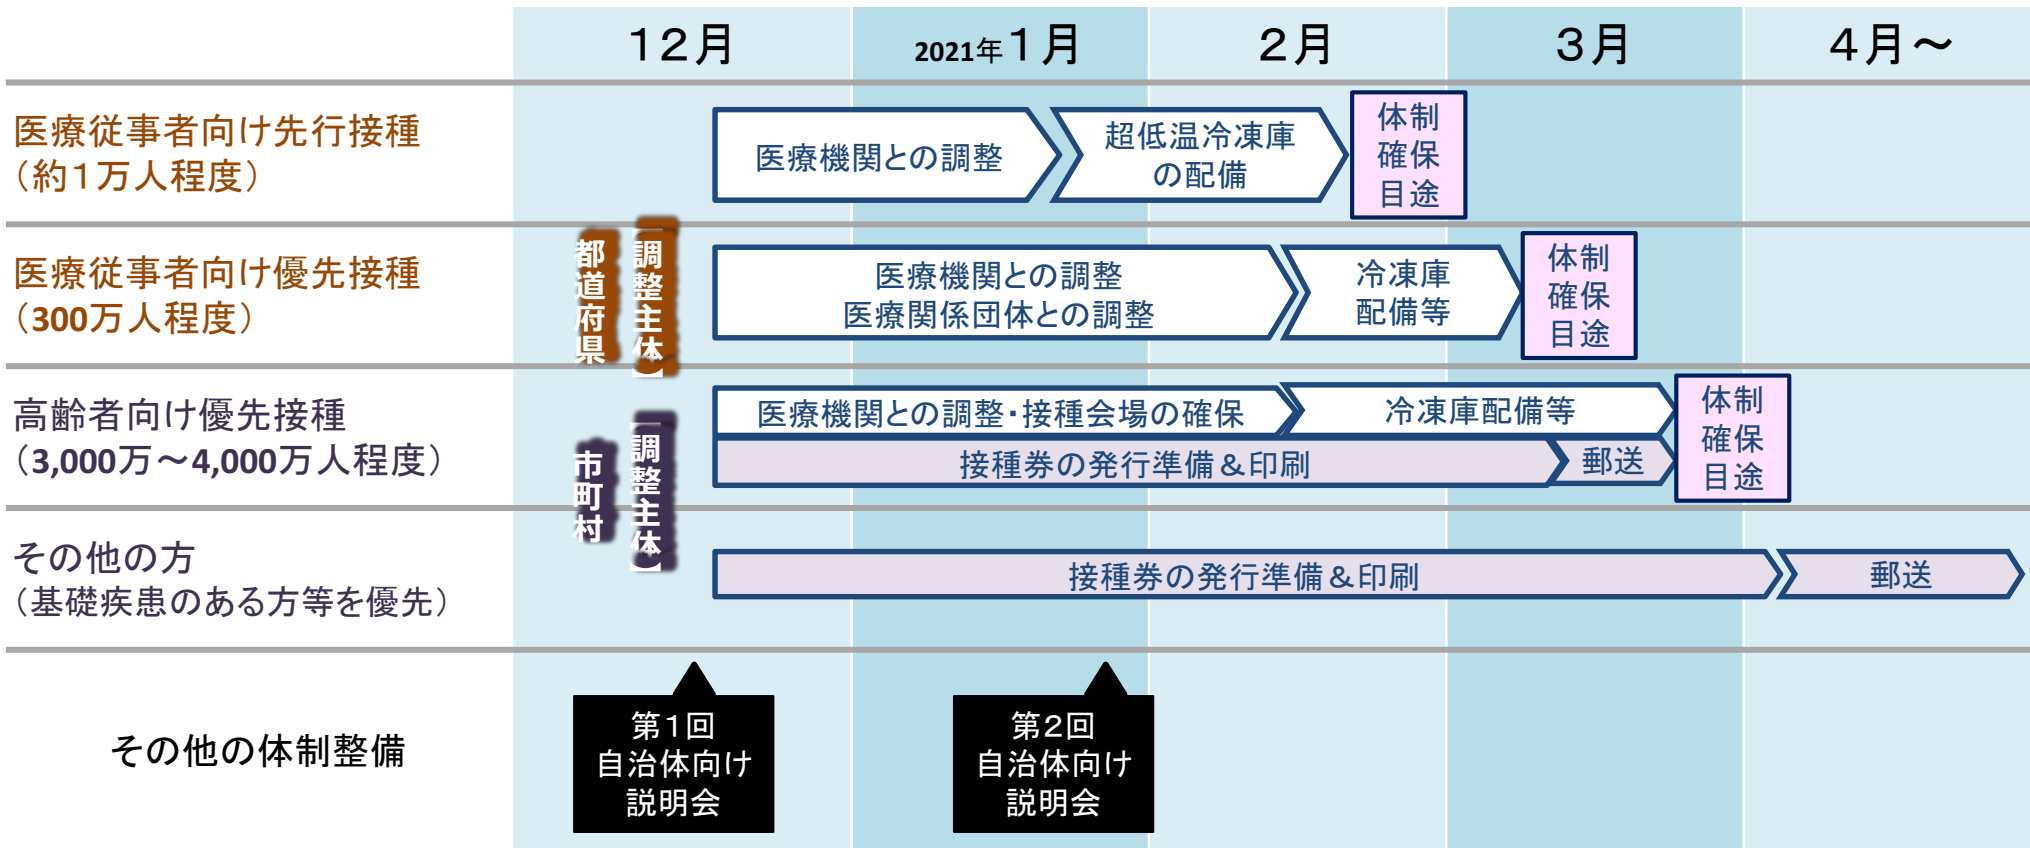 12月
2021年1月
2月
3月
4月～
医療従事者向け先行接種
（約1万人程度）
医療機関との調整
超低温冷凍庫
の配備
体制
確保
目途
医療従事者向け優先接種
（300万人程度）
【調整主体】
都道府県
医療機関との調整
医療関係団体との調整
冷凍庫
配備等
体制
確保
目途
高齢者向け優先接種
（3,000万～4,000万人程度）
【調整主体】
市町村
医療機関との調整・接種会場の確保
冷凍庫配備等
接種券の発行準備＆印刷
郵送
体制
確保
目途
その他の方
（基礎疾患のある方等を優先）
接種券の発行準備＆印刷
郵送
その他の体制整備
第1回
自治体向け
説明会
第2回
自治体向け
説明会